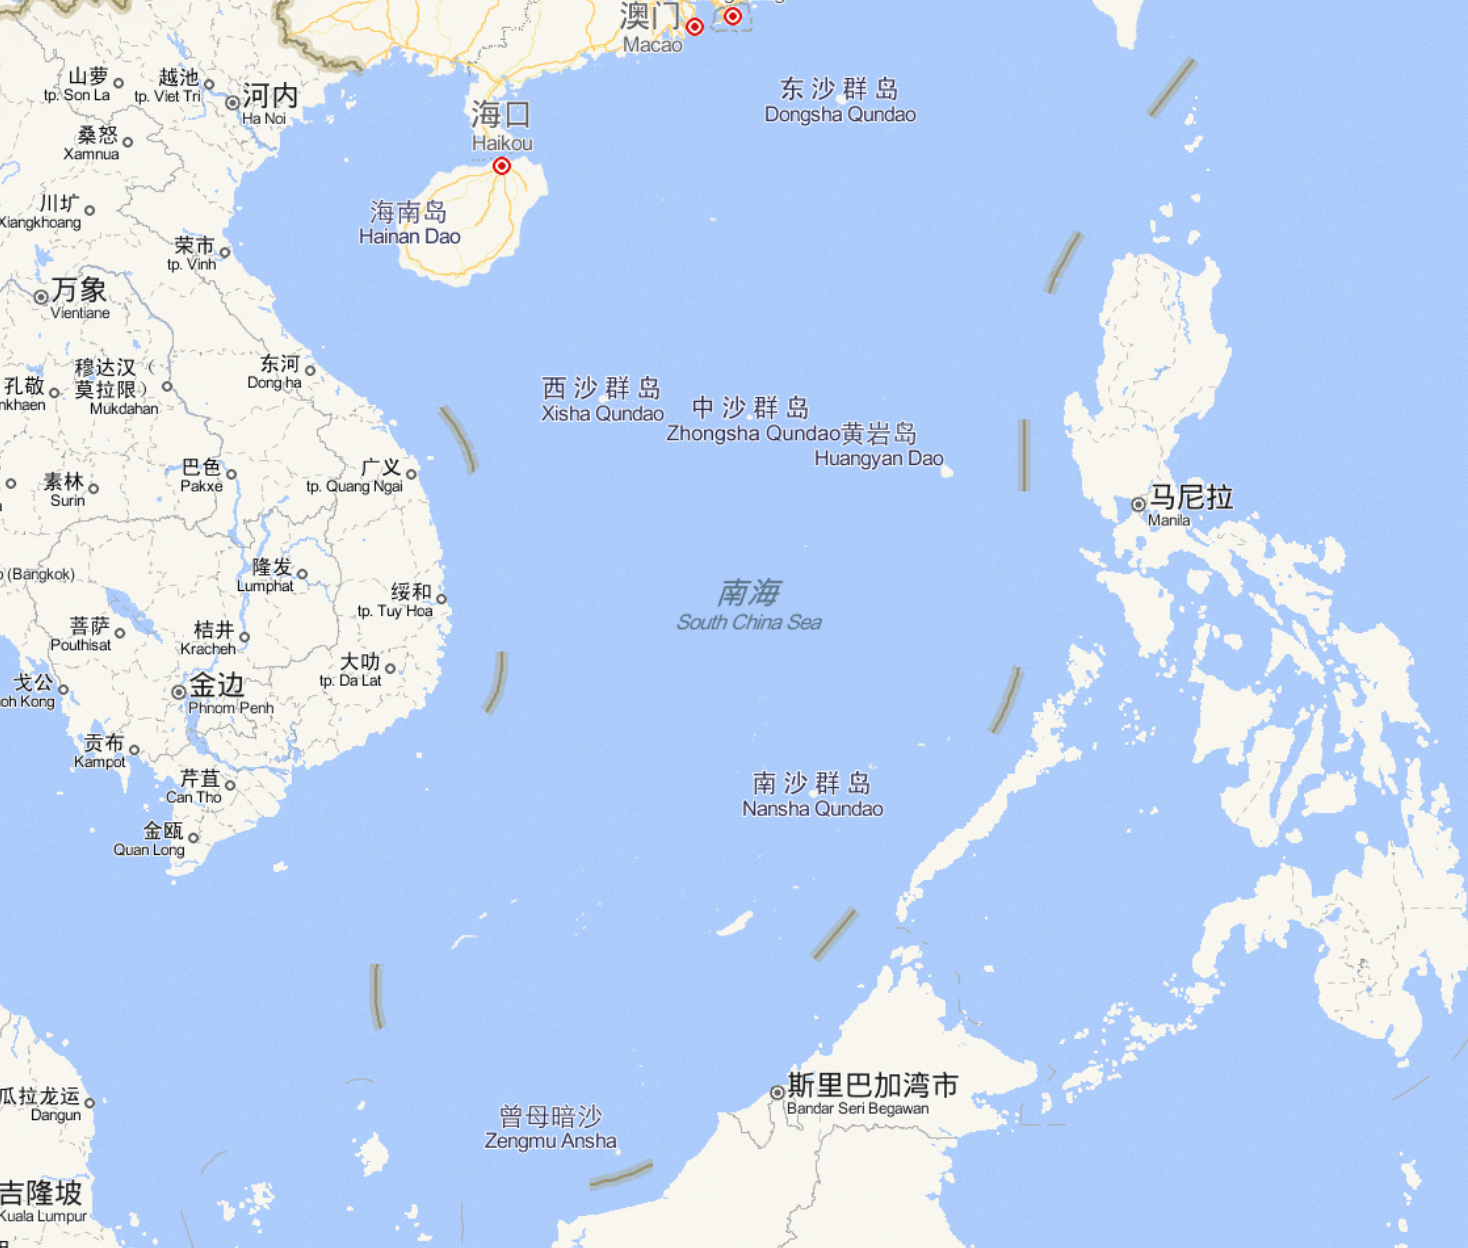 澳门
Macao
山萝
tp. Son La
越池
tp. Viet Tri
河内
Ha Noi
海口
Haikou
东沙群岛
Dongsha Qundao
桑怒
Xamnua
川圹
Xiangkhoang
海南岛
Hainan Dao
荣市
tp. Vinh
万象
Vientiane
东河
Dong ha
穆达汉（
莫拉限）
Mukdahan
孔敬
nkhaen
西沙群岛
Xisha Qundao
中沙群岛
Zhongsha Qundao
黄岩岛
Huangyan Dao
巴色
Pakxe
广义
tp. Quang Ngai
素林
Surin
马尼拉
Manila
(Bangkok)
隆发
Lumphat
绥和
tp. Tuy Hoa
南海
South China Sea
菩萨
Pouthisat
桔井
Kracheh
大叻
tp. Da Lat
戈公
oh Kong
金边
Phnom Penh
贡布
Kampot
芹苴
Can Tho
南沙群岛
Nansha Qundao
金瓯
Quan Long
斯里巴加湾市
Bandar Seri Begawan
瓜拉龙运
Dangun
曾母暗沙
Zengmu Ansha
吉隆坡
Kuala Lumpur